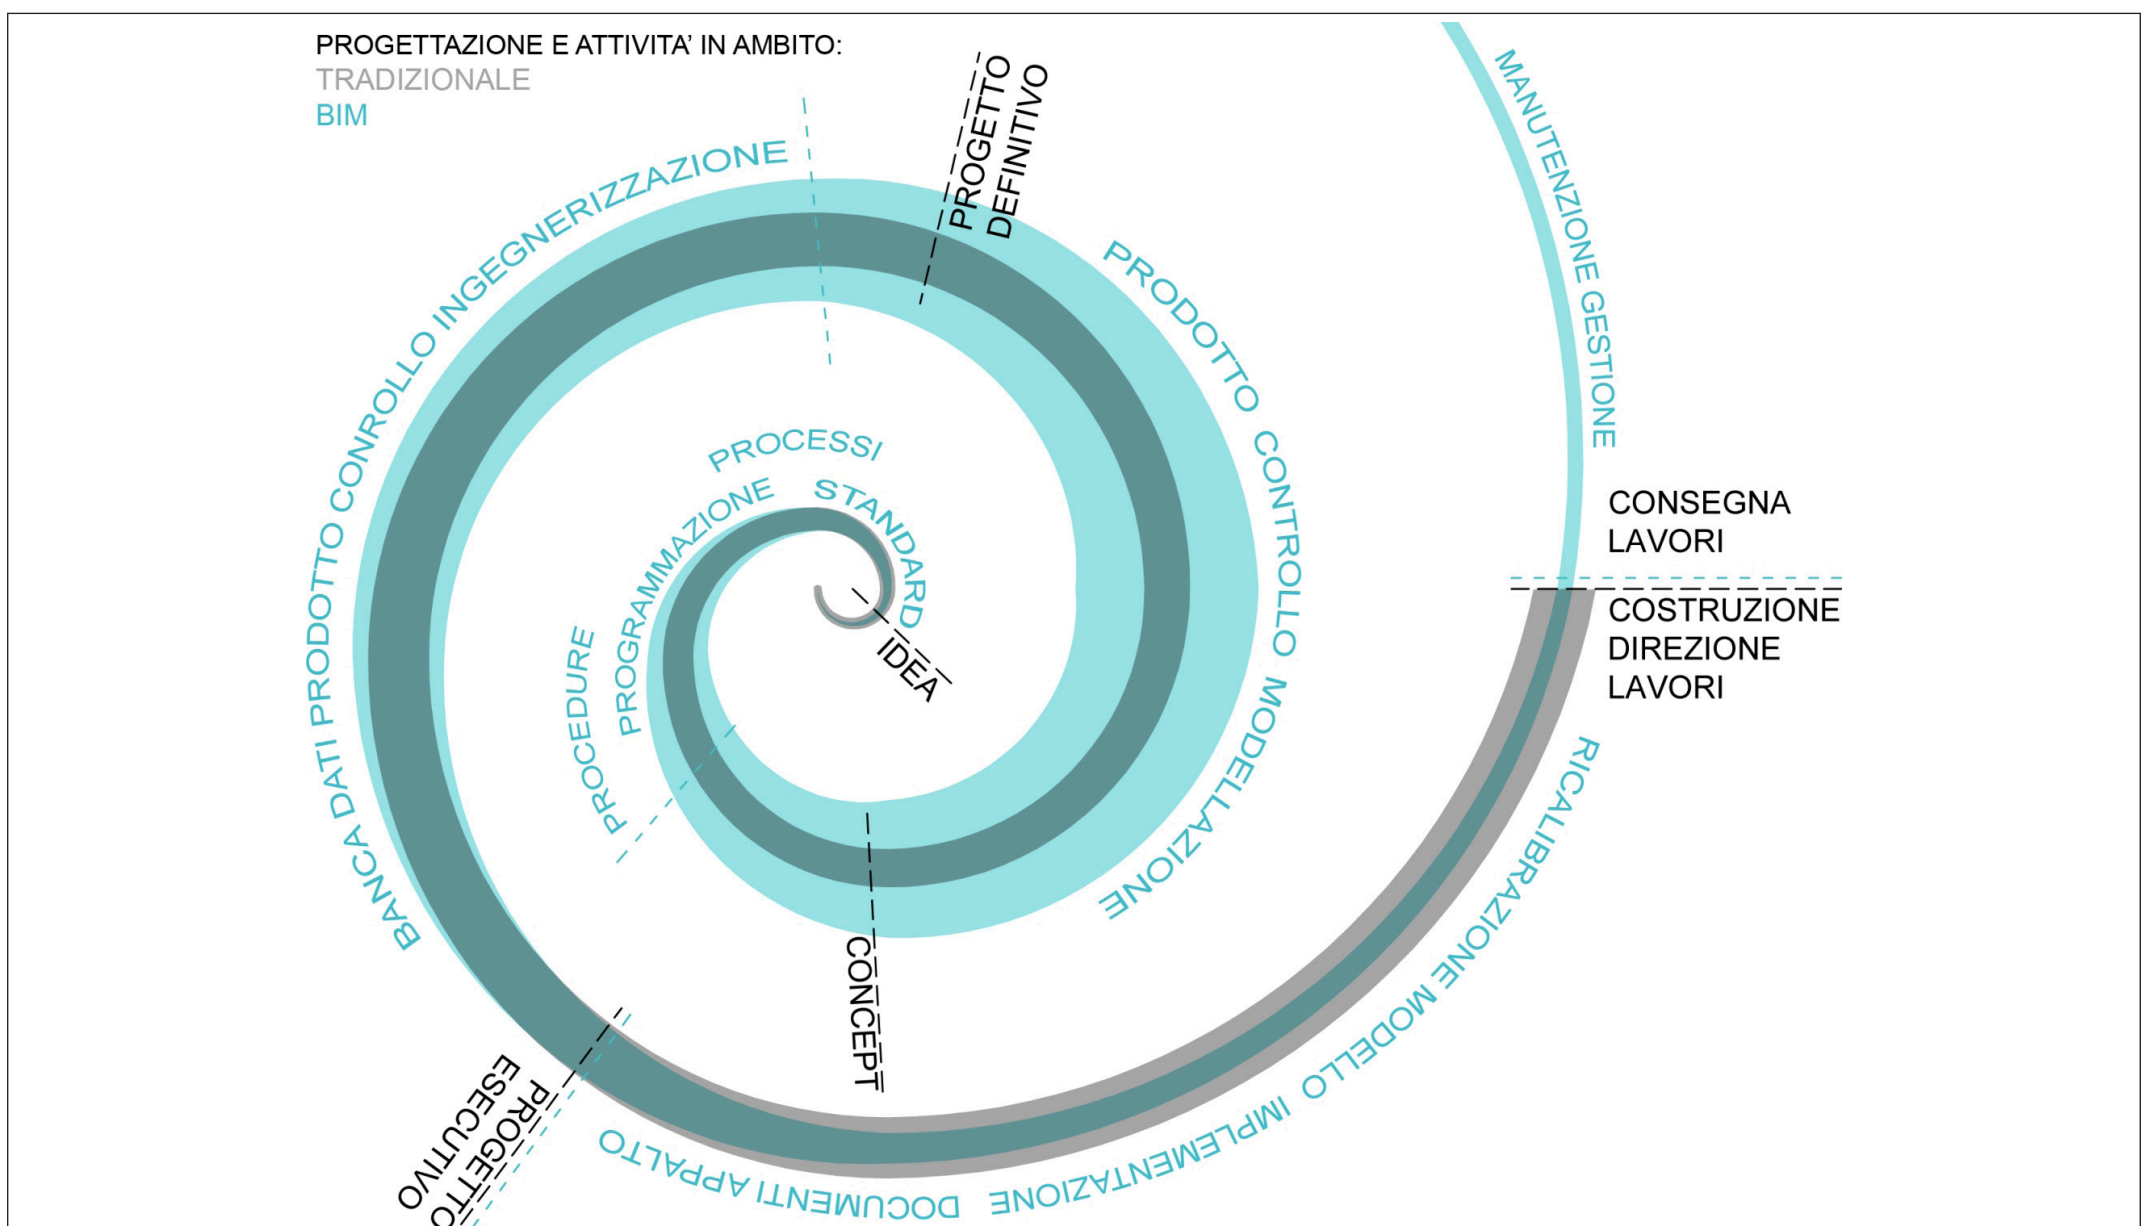 PROGETTAZIONE E ATTIVITA' IN AMBITO:
TRADIZIONALE
BIM
IDEA
STANDARD
PROCESSI
PROGRAMMAZIONE
PROCEDURE
CONCEPT
PRODOTTO CONTROLLO MODELLAZIONE
PROGETTO
DEFINITIVO
BANCA DATI PRODOTTO CONROLLO INGEGNERIZZAZIONE
PROGETTO
ESECUTIVO
DOCUMENTI APPALTO
RICALIBRAZIONE MODELLO IMPLEMENTAZIONE
COSTRUZIONE
DIREZIONE
LAVORI
CONSEGNA
LAVORI
MANUTENZIONE GESTIONE